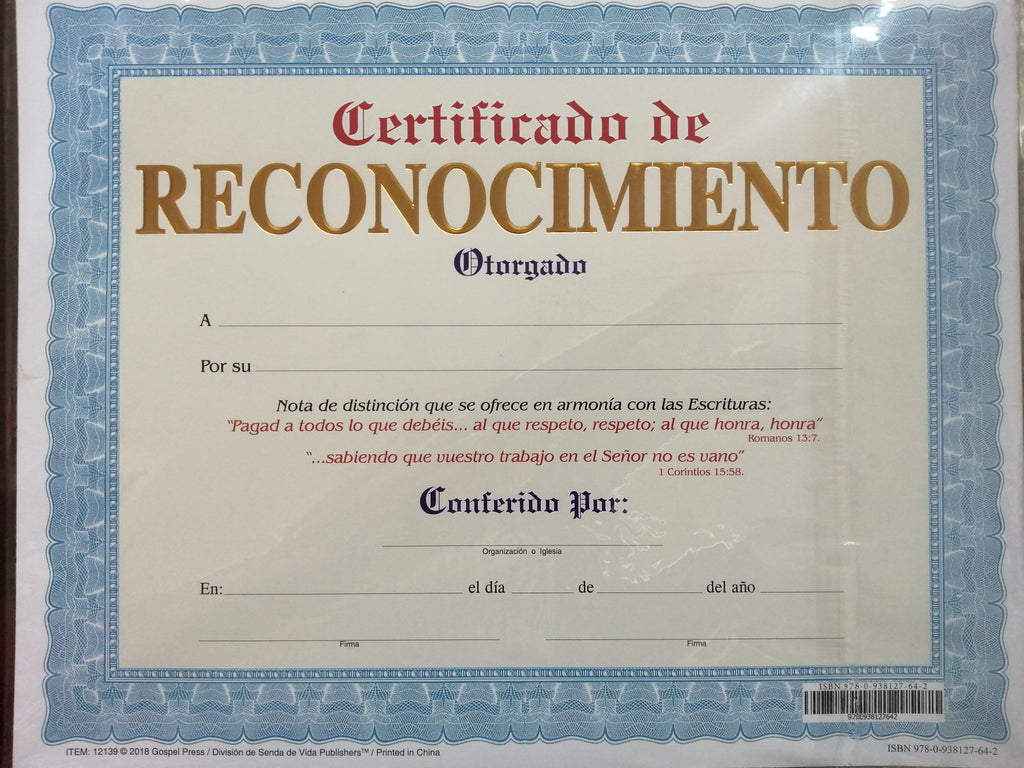 Certificado de
RECONOCIMIENTO
Otorgado
A
Por su
Nota de distinción que se ofrece en armonía con las Escrituras:
“Pagad a todos lo que debéis... al que respeto, respeto; al que honra, honra”
Romanos 13:7.
“...sabiendo que vuestro trabajo en el Señor no es vano”
1 Corintios 15:58.
Conferido Por:
Organización o Iglesia
En: el día de del año
Firma Firma
ISBN 978-0-938127-64-2
9780938127642
ITEM: 12139 © 2018 Gospel Press / División de Senda de Vida Publishers™ / Printed in China
ISBN 978-0-938127-64-2